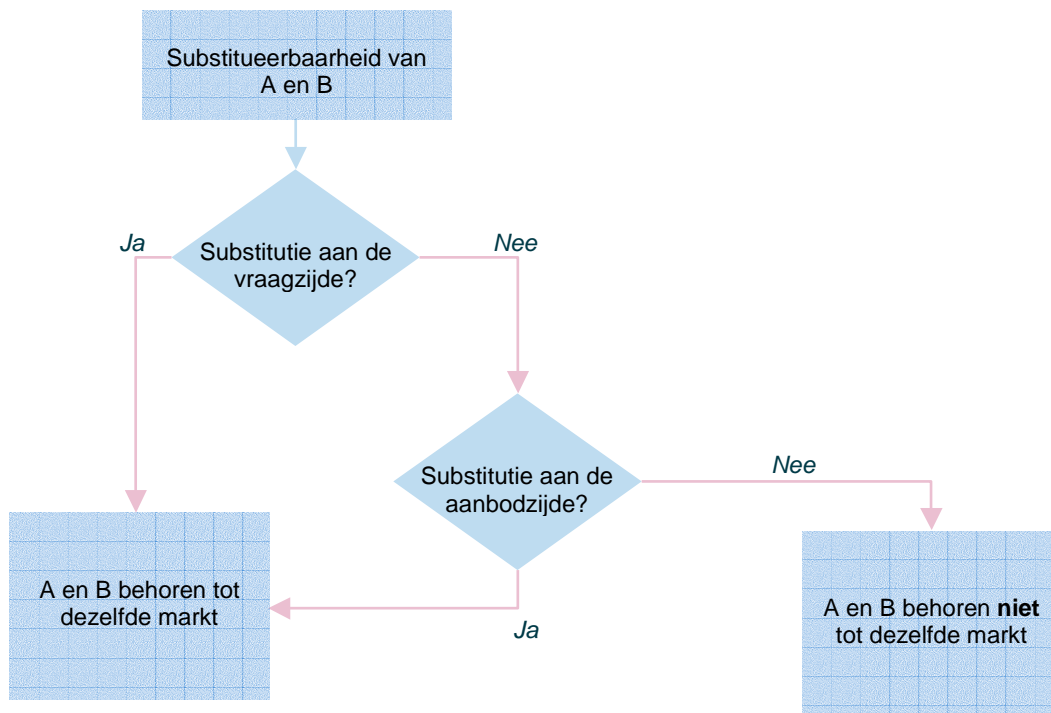 Substitueerbaarheid van
A en B
Ja
Substitutie aan de
vraagzijde?
Nee
Substitutie aan de
aanbodzijde?
Nee
A en B behoren tot
dezelfde markt
Ja
A en B behoren niet
tot dezelfde markt